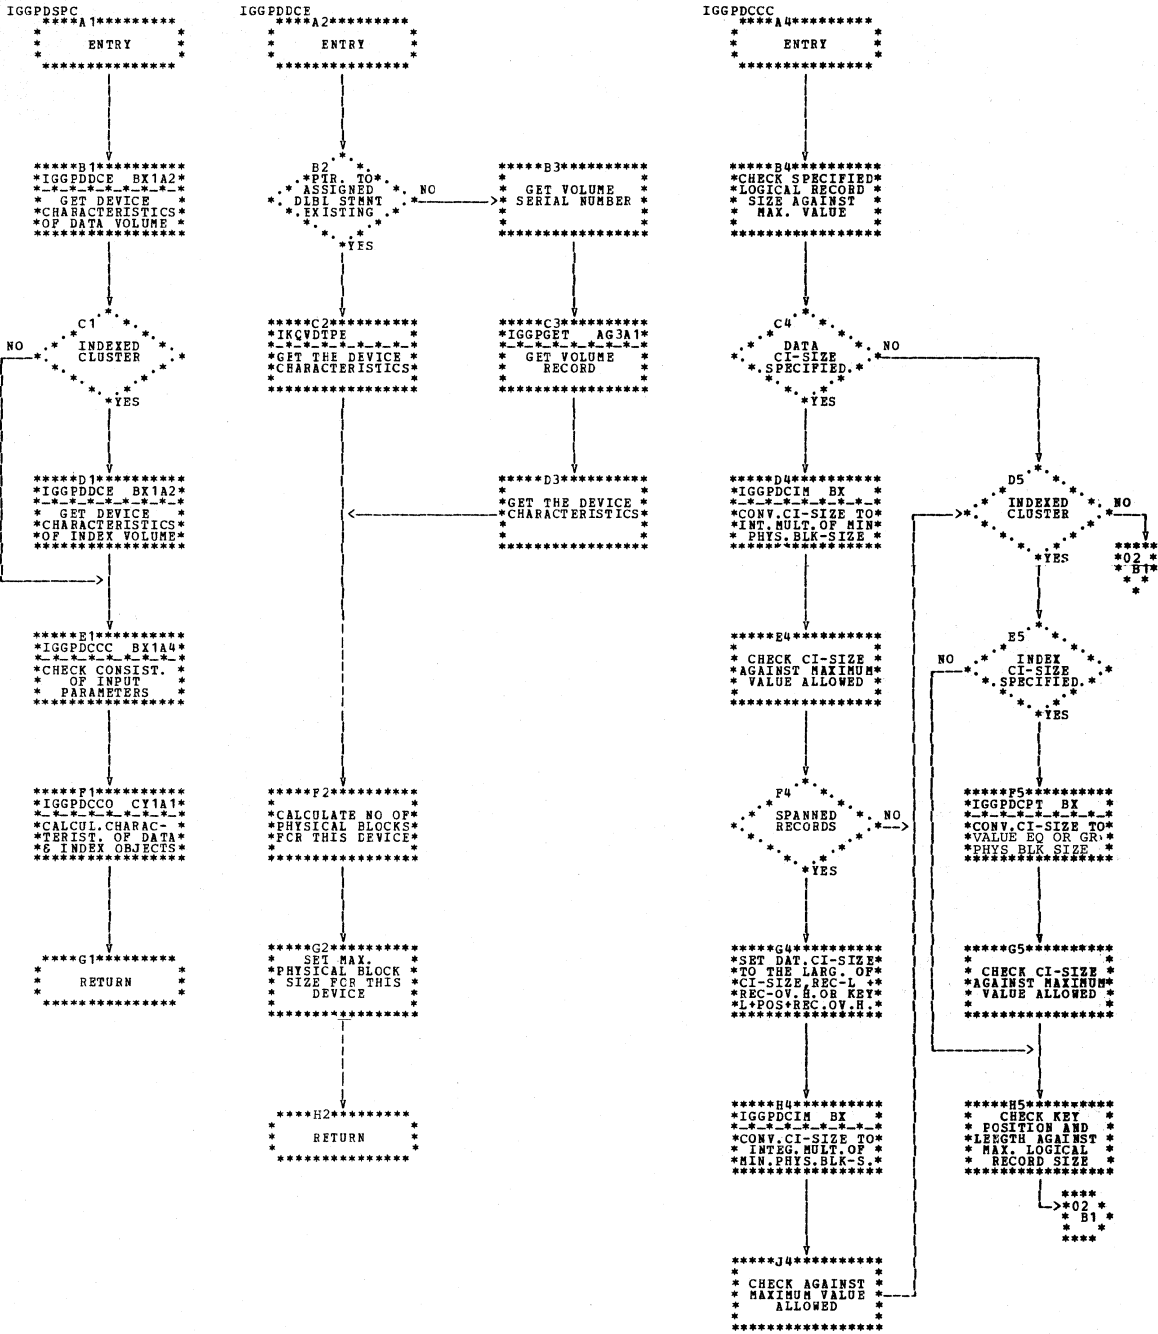 IGGPDSPC
A1
ENTRY
B1
IGGPDDCE BX1A2
GET DEVICE
CHARACTERISTICS
OF DATA VOLUME
C1
INDEXED
CLUSTER
NO
YES
D1
IGGPDDCE BX1A2
GET DEVICE
CHARACTERISTICS
OF INDEX VOLUME
E1
IGGPDCCC BX1A4
CHECK CONSIST.
OF INPUT
PARAMETERS
F1
IGGPDCCO CY1A1
CALCUL.CHARAC-
TERIST. OF DATA
& INDEX OBJECTS
G1
RETURN
IGGPDDCE
A2
ENTRY
B2
PTR. TO
ASSIGNED
DLBL STMNT
EXISTING
NO
YES
B3
GET VOLUME
SERIAL NUMBER
C2
IKQVDTPE
GET THE DEVICE
CHARACTERISTICS
C3
IGGPGET AG3A1
GET VOLUME
RECORD
D3
GET THE DEVICE
CHARACTERISTICS
F2
CALCULATE NO OF
PHYSICAL BLOCKS
FOR THIS DEVICE
G2
SET MAX.
PHYSICAL BLOCK
SIZE FOR THIS
DEVICE
H2
RETURN
IGGPDCCC
A4
ENTRY
B4
CHECK SPECIFIED
LOGICAL RECORD
SIZE AGAINST
MAX. VALUE
C4
DATA
CI-SIZE
SPECIFIED.
NO
YES
D4
IGGPDCIM BX
CONV.CI-SIZE TO
INT.MULT.OF MIN
PHYS.BLK-SIZE
E4
CHECK CI-SIZE
AGAINST MAXIMUM
VALUE ALLOWED
F4
SPANNED
RECORDS
NO
YES
G4
SET DAT.CI-SIZE
TO THE LARG. OF
CI-SIZE,REC-L +
REC-OV.H.OR KEY
L+POS+REC.OV.H.
H4
IGGPDCIM BX
CONV.CI-SIZE TO
INTEG.MULT.OF
MIN.PHYS.BLK-S.
J4
CHECK AGAINST
MAXIMUM VALUE
ALLOWED
D5
INDEXED
CLUSTER
NO
YES
02
B1
E5
INDEX
CI-SIZE
SPECIFIED.
NO
YES
F5
IGGPDCPT BX
CONV.CI-SIZE TO
VALUE EQ OR GR
PHYS BLK SIZE
G5
CHECK CI-SIZE
AGAINST MAXIMUM
VALUE ALLOWED
H5
CHECK KEY
POSITION AND
LENGTH AGAINST
MAX. LOGICAL
RECORD SIZE
02
B1